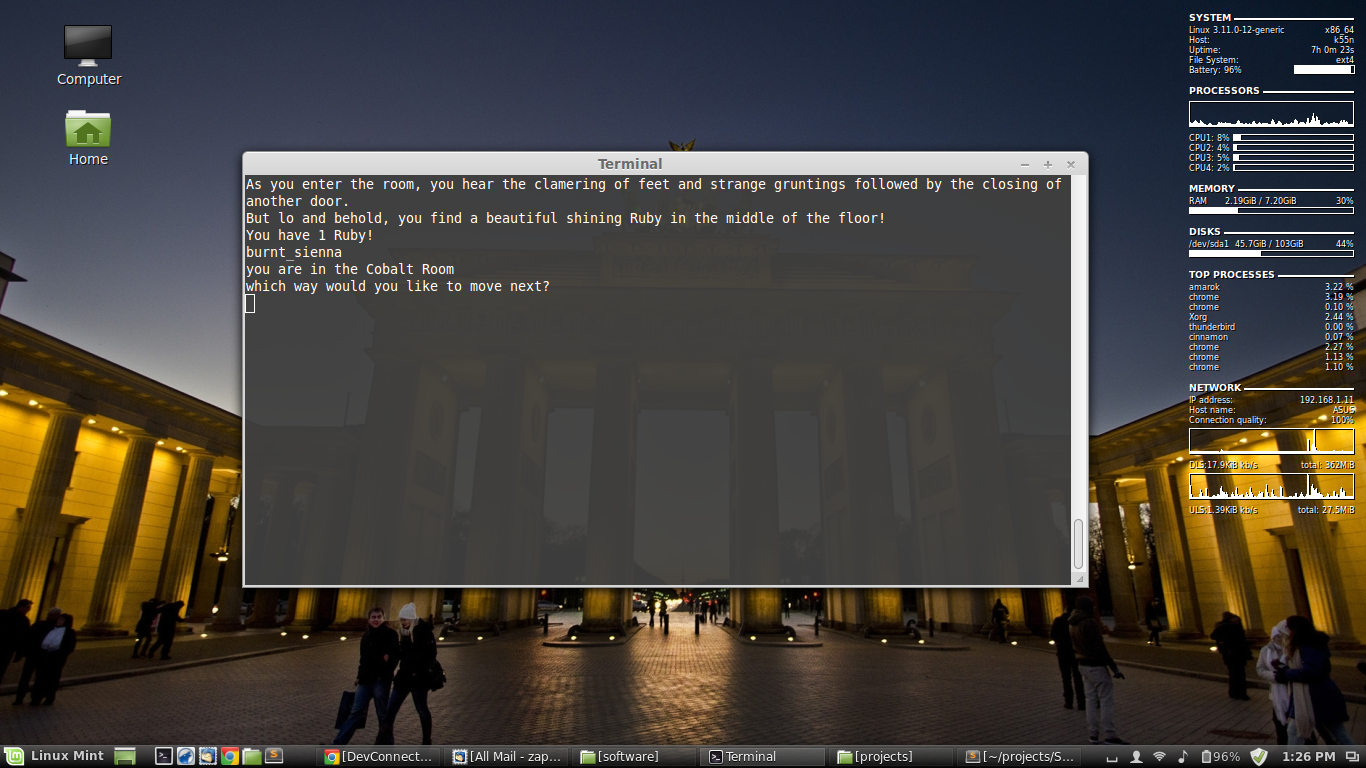 Computer
Home
Terminal
As you enter the room, you hear the clamering of feet and strange gruntings followed by the closing of
another door.
But lo and behold, you find a beautiful shining Ruby in the middle of the floor!
You have 1 Ruby!
burnt_sienna
you are in the Cobalt Room
which way would you like to move next?
SYSTEM
Linux 3.11.0-12-generic x86_64
Host: k55n
Uptime: 7h 0m 23s
File System: ext4
Battery: 96%
PROCESSORS
CPU1: 8%
CPU2: 4%
CPU3: 5%
CPU4: 2%
MEMORY
RAM 2.19GiB / 7.20GiB 30%
DISKS
/dev/sda1 45.7GiB / 103GiB 44%
TOP PROCESSES
amarok 3.22 %
chrome 3.19 %
chrome 0.10 %
Xorg 2.44 %
thunderbird 0.00 %
cinnamon 0.07 %
chrome 2.27 %
chrome 1.13 %
chrome 1.10 %
NETWORK
IP address: 192.168.1.11
Host name: ASUS
Connection quality: 100%
DLS:17.9KiB kb/s total: 362MiB
ULS:1.39KiB kb/s total: 27.5MiB
Linux Mint [DevConnect... [All Mail - zap... [software] Terminal [projects] [~/projects/S... 96% 1:26 PM